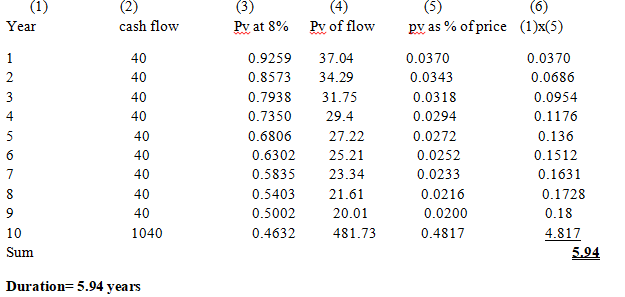 (1) (2) (3) (4) (5) (6)
Year cash flow Pv at 8% Pv of flow pv as % of price (1)x(5)
1 40 0.9259 37.04 0.0370 0.0370
2 40 0.8573 34.29 0.0343 0.0686
3 40 0.7938 31.75 0.0318 0.0954
4 40 0.7350 29.4 0.0294 0.1176
5 40 0.6806 27.22 0.0272 0.136
6 40 0.6302 25.21 0.0252 0.1512
7 40 0.5835 23.34 0.0233 0.1631
8 40 0.5403 21.61 0.0216 0.1728
9 40 0.5002 20.01 0.0200 0.18
10 1040 0.4632 481.73 0.4817 4.817
Sum 5.94
Duration= 5.94 years